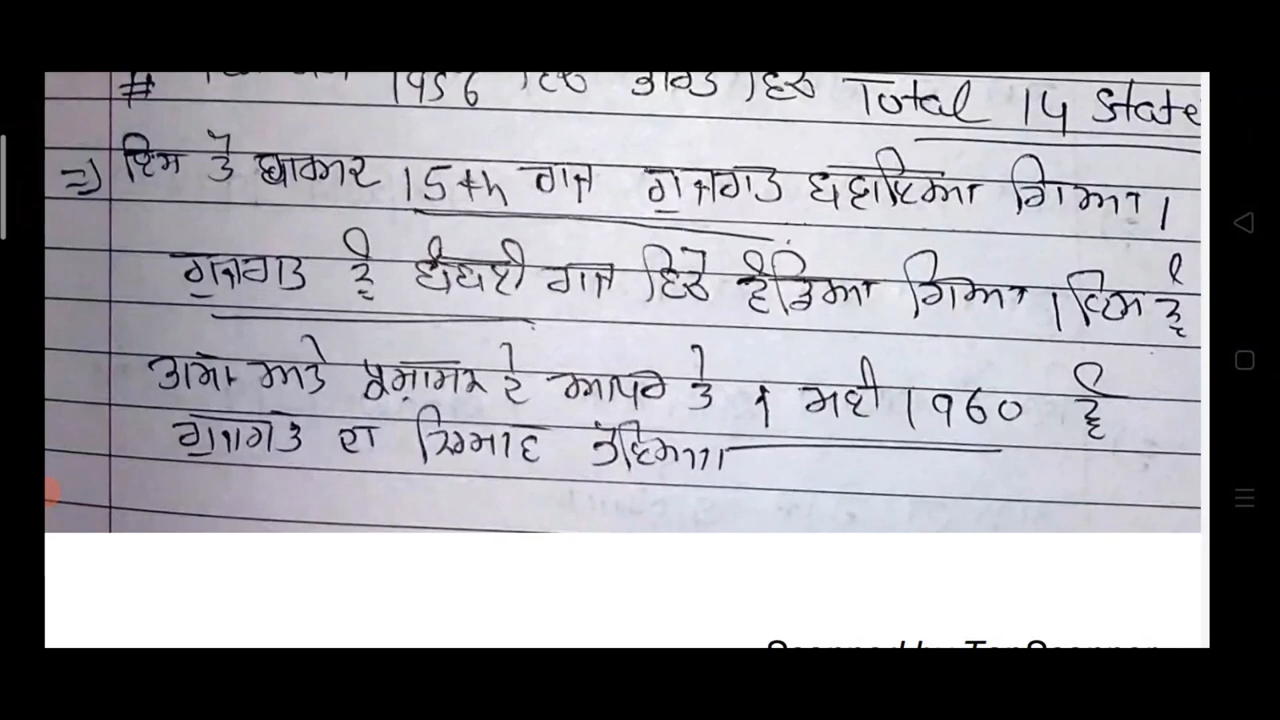 # 1956 ਵਿਚ ਭਾਰਤ ਵਿਚ Total 14 State
=> ਇਸ ਤੋਂ ਬਾਅਦ 15th ਰਾਜ ਗੁਜਰਾਤ ਬਣਾਇਆ ਗਿਆ।
ਗੁਜਰਾਤ ਨੂੰ ਬੰਬਈ ਰਾਜ ਵਿਚੋਂ ਵੰਡਿਆ ਗਿਆ। ਇਸ ਨੂੰ
ਭਾਸ਼ਾ ਅਤੇ ਪ੍ਰਸ਼ਾਸਨ ਦੇ ਆਧਾਰ ਤੇ 1 ਮਈ 1960 ਨੂੰ
ਗੁਜਰਾਤ ਦਾ ਨਿਰਮਾਣ ਹੋਇਆ।